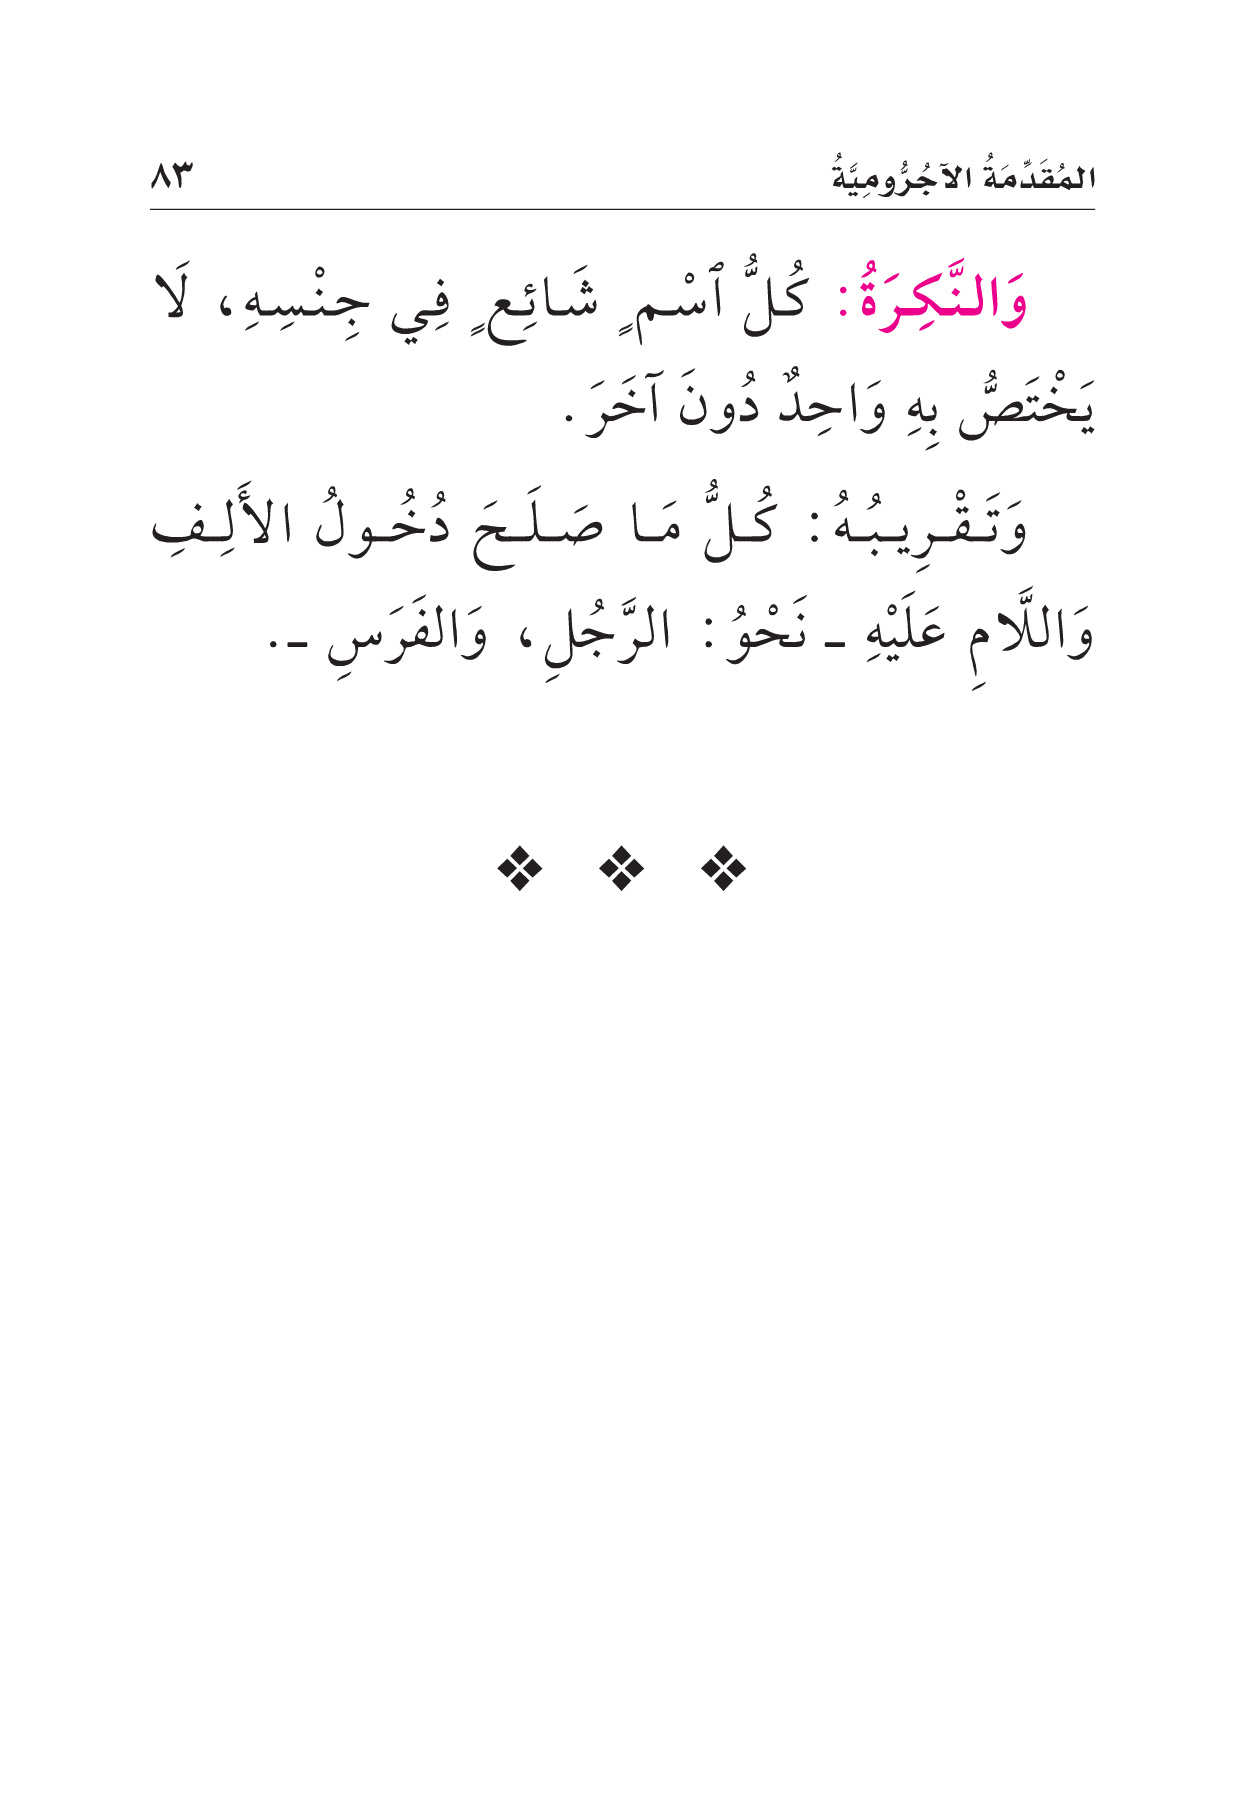 المُقَدِّمَةُ الآجُرُّومِيَّةُ ٨٣
وَالنَّكِرَةُ: كُلُّ ٱسْمٍ شَائِعٍ فِي جِنْسِهِ، لَا
يَخْتَصُّ بِهِ وَاحِدٌ دُونَ آخَرَ.
وَتَقْرِيبُهُ: كُلُّ مَا صَلَحَ دُخُولُ الأَلِفِ
وَاللَّامِ عَلَيْهِ ـ نَحْوُ: الرَّجُلِ، وَالفَرَسِ ـ.